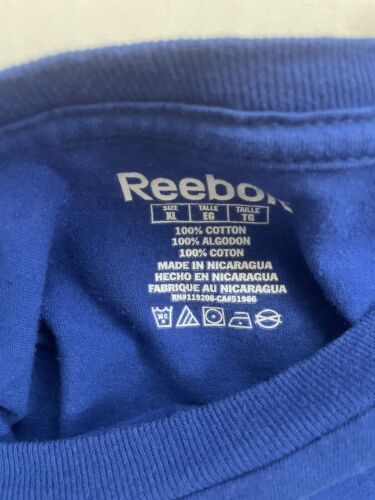 Reebok
SIZE TALLE TAILLE
XL EG TG
100% COTTON
100% ALGODON
100% COTON
MADE IN NICARAGUA
HECHO EN NICARAGUA
FABRIQUE AU NICARAGUA
RN#119208-CA#51966